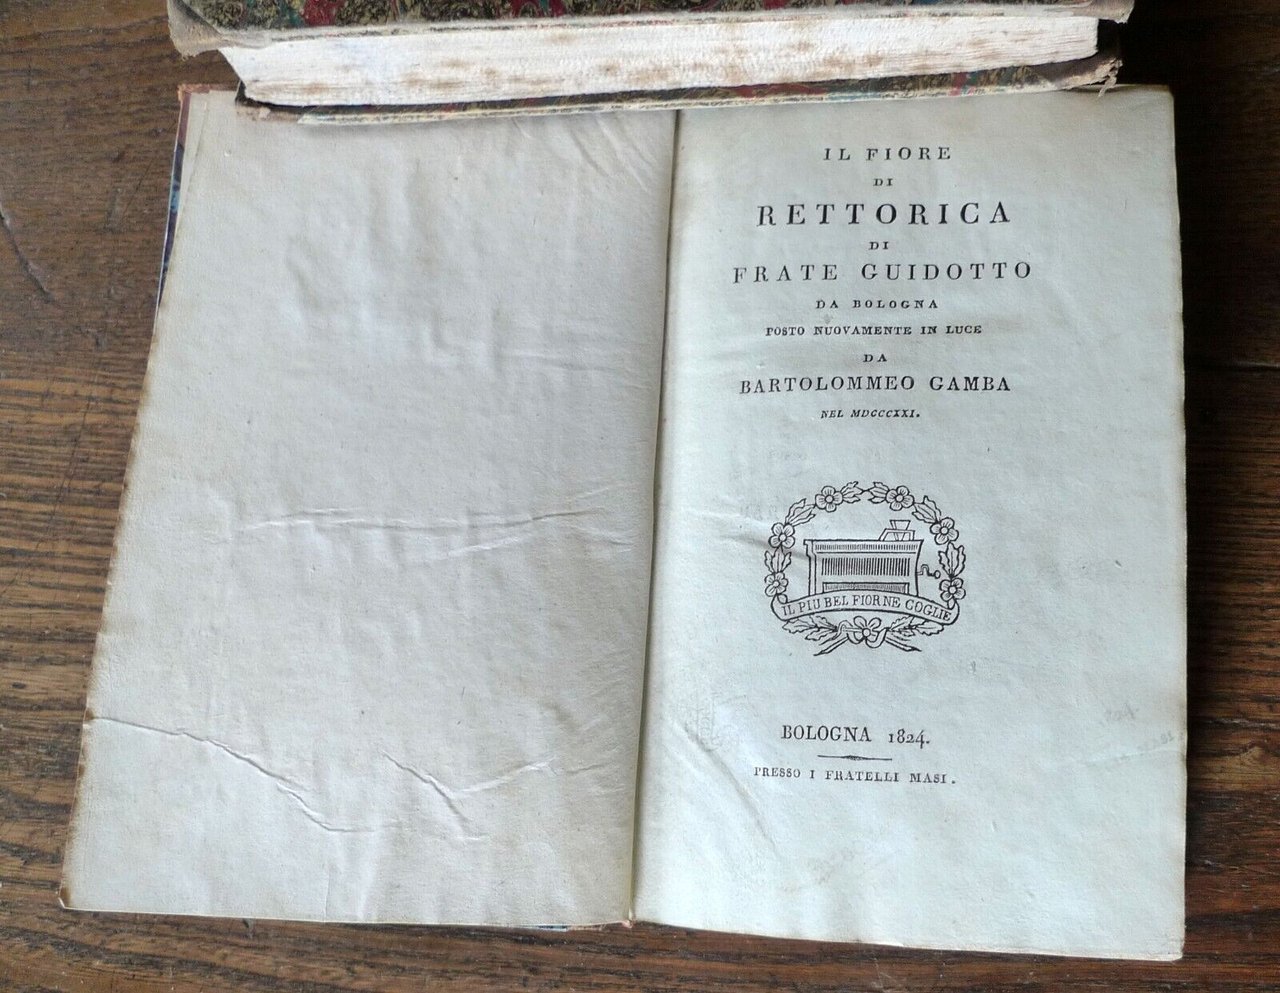 IL FIORE
DI
RETTORICA
DI
FRATE GUIDOTTO
DA BOLOGNA
POSTO NUOVAMENTE IN LUCE
DA
BARTOLOMMEO GAMBA
NEL MDCCCXXI.
IL PIU BEL FIOR NE COGLIE
BOLOGNA 1824.
PRESSO I FRATELLI MASI.